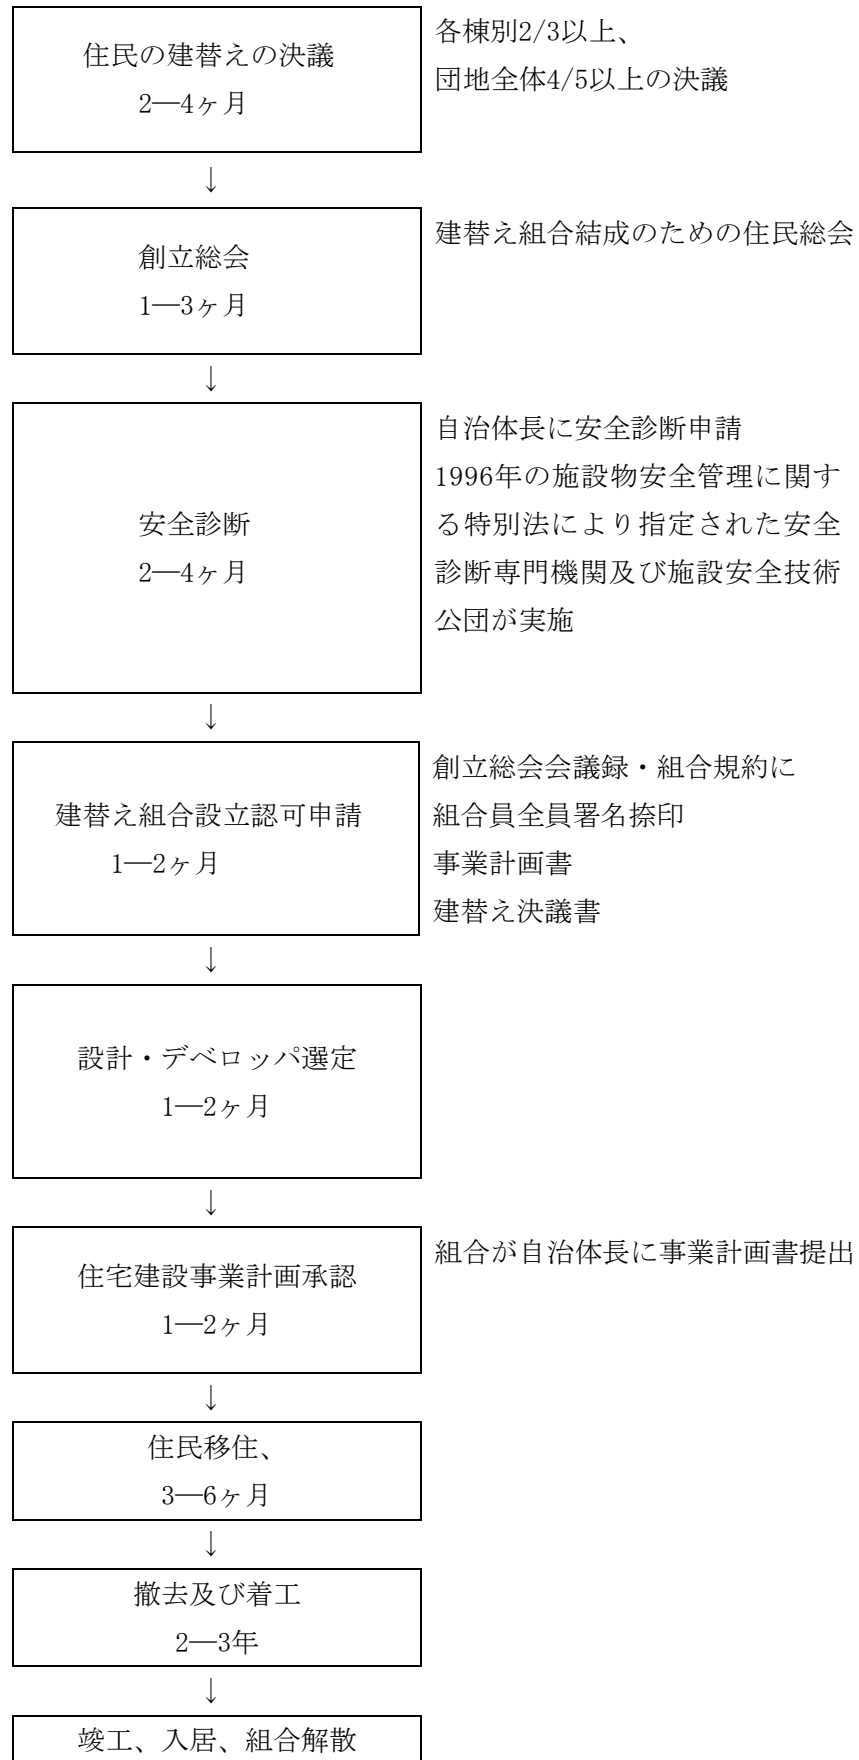 住民の建替えの決議
2―4ヶ月
各棟別2/3以上、
団地全体4/5以上の決議
↓
創立総会
1―3ヶ月
建替え組合結成のための住民総会
↓
安全診断
2―4ヶ月
自治体長に安全診断申請
1996年の施設物安全管理に関す
る特別法により指定された安全
診断専門機関及び施設安全技術
公団が実施
↓
建替え組合設立認可申請
1―2ヶ月
創立総会会議録・組合規約に
組合員全員署名捺印
事業計画書
建替え決議書
↓
設計・デベロッパ選定
1―2ヶ月
↓
住宅建設事業計画承認
1―2ヶ月
組合が自治体長に事業計画書提出
↓
住民移住、
3―6ヶ月
↓
撤去及び着工
2―3年
↓
竣工、入居、組合解散